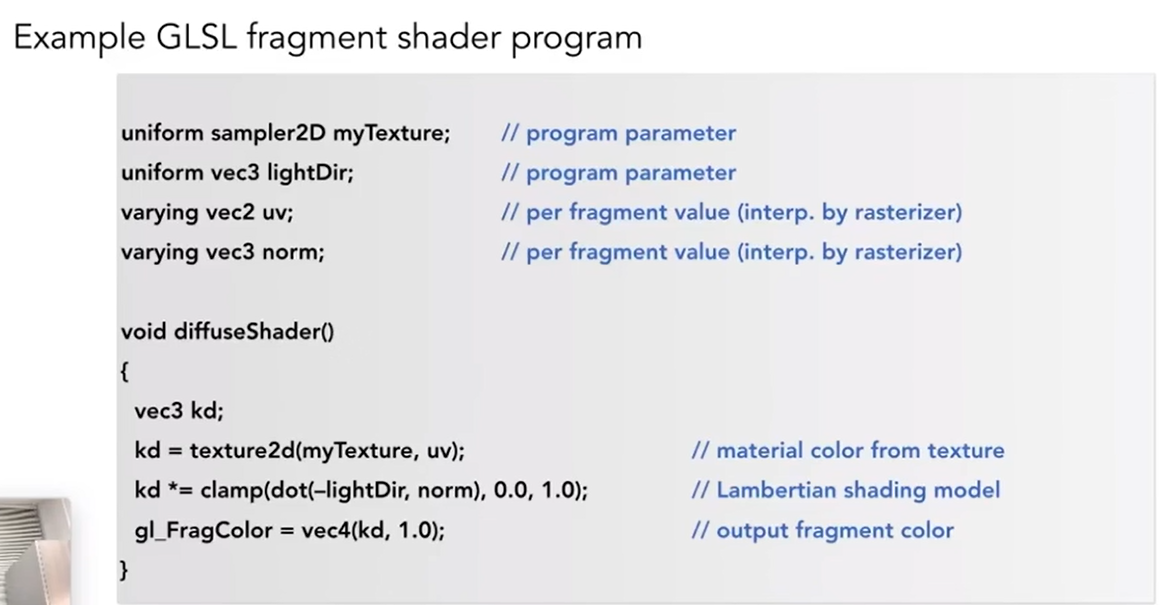 Example GLSL fragment shader program
uniform sampler2D myTexture; // program parameter
uniform vec3 lightDir; // program parameter
varying vec2 uv; // per fragment value (interp. by rasterizer)
varying vec3 norm; // per fragment value (interp. by rasterizer)
void diffuseShader()
{
vec3 kd;
kd = texture2d(myTexture, uv); // material color from texture
kd *= clamp(dot(–lightDir, norm), 0.0, 1.0); // Lambertian shading model
gl_FragColor = vec4(kd, 1.0); // output fragment color
}